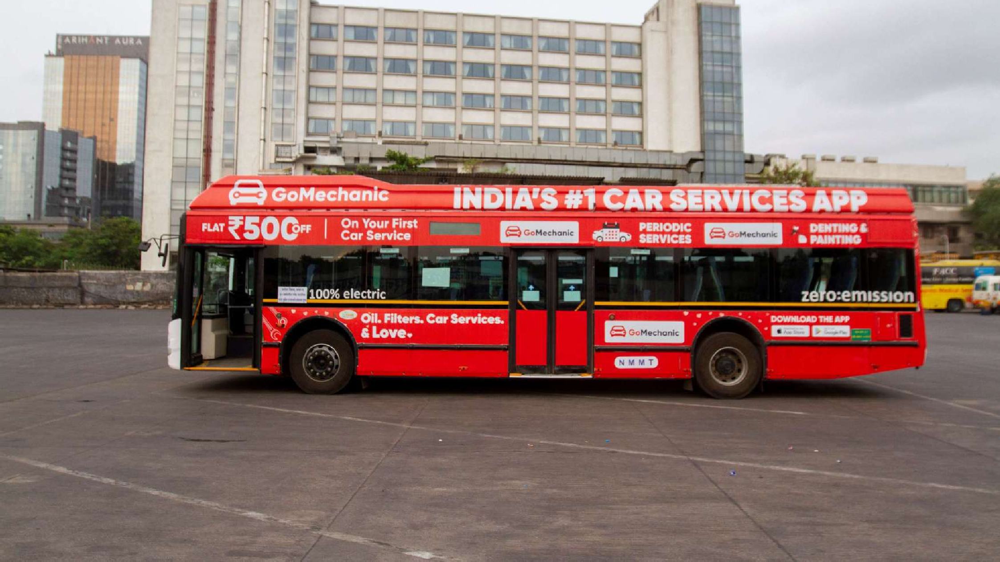 ARIHANT AURA
GoMechanic
INDIA'S #1 CAR SERVICES APP
FLAT ₹500 OFF
On Your First
Car Service
GoMechanic
PERIODIC
SERVICES
GoMechanic
DENTING &
PAINTING
100% electric
zero:emission
Oil. Filters. Car Services.
& Love.
GoMechanic
NMMT
DOWNLOAD THE APP
App Store
Google Play